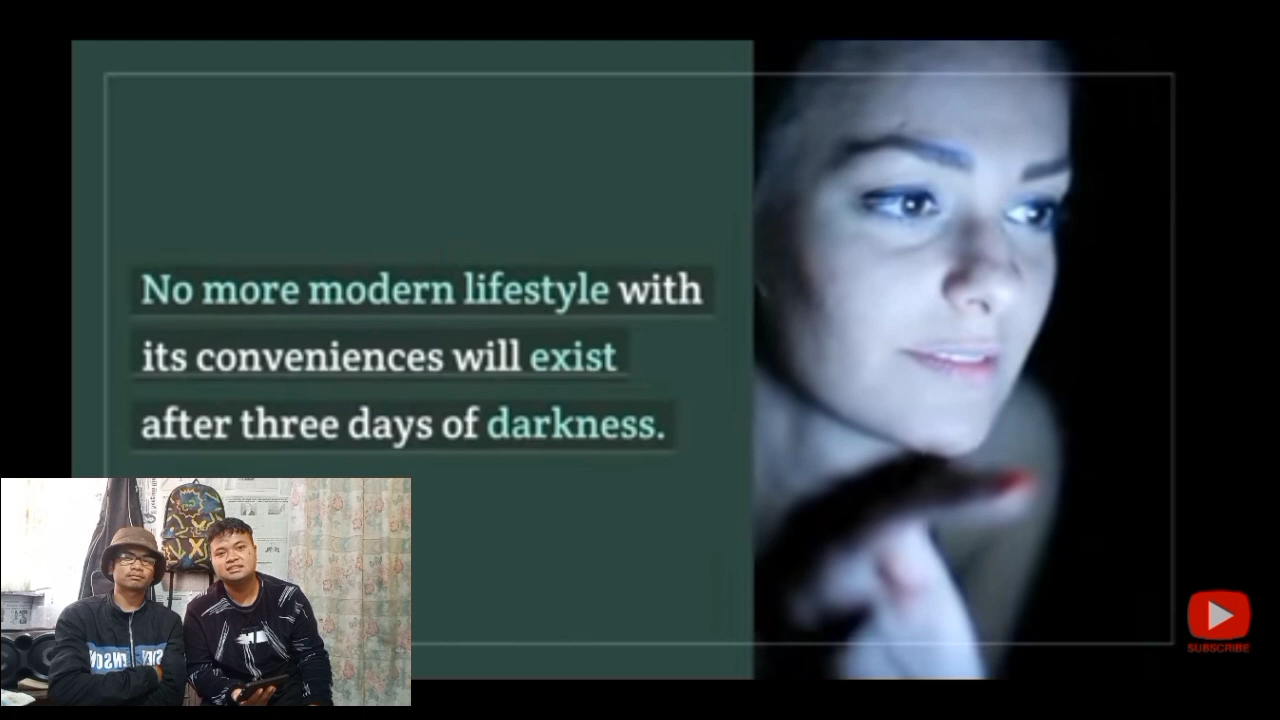 No more modern lifestyle with
its conveniences will exist
after three days of darkness.
SUBSCRIBE